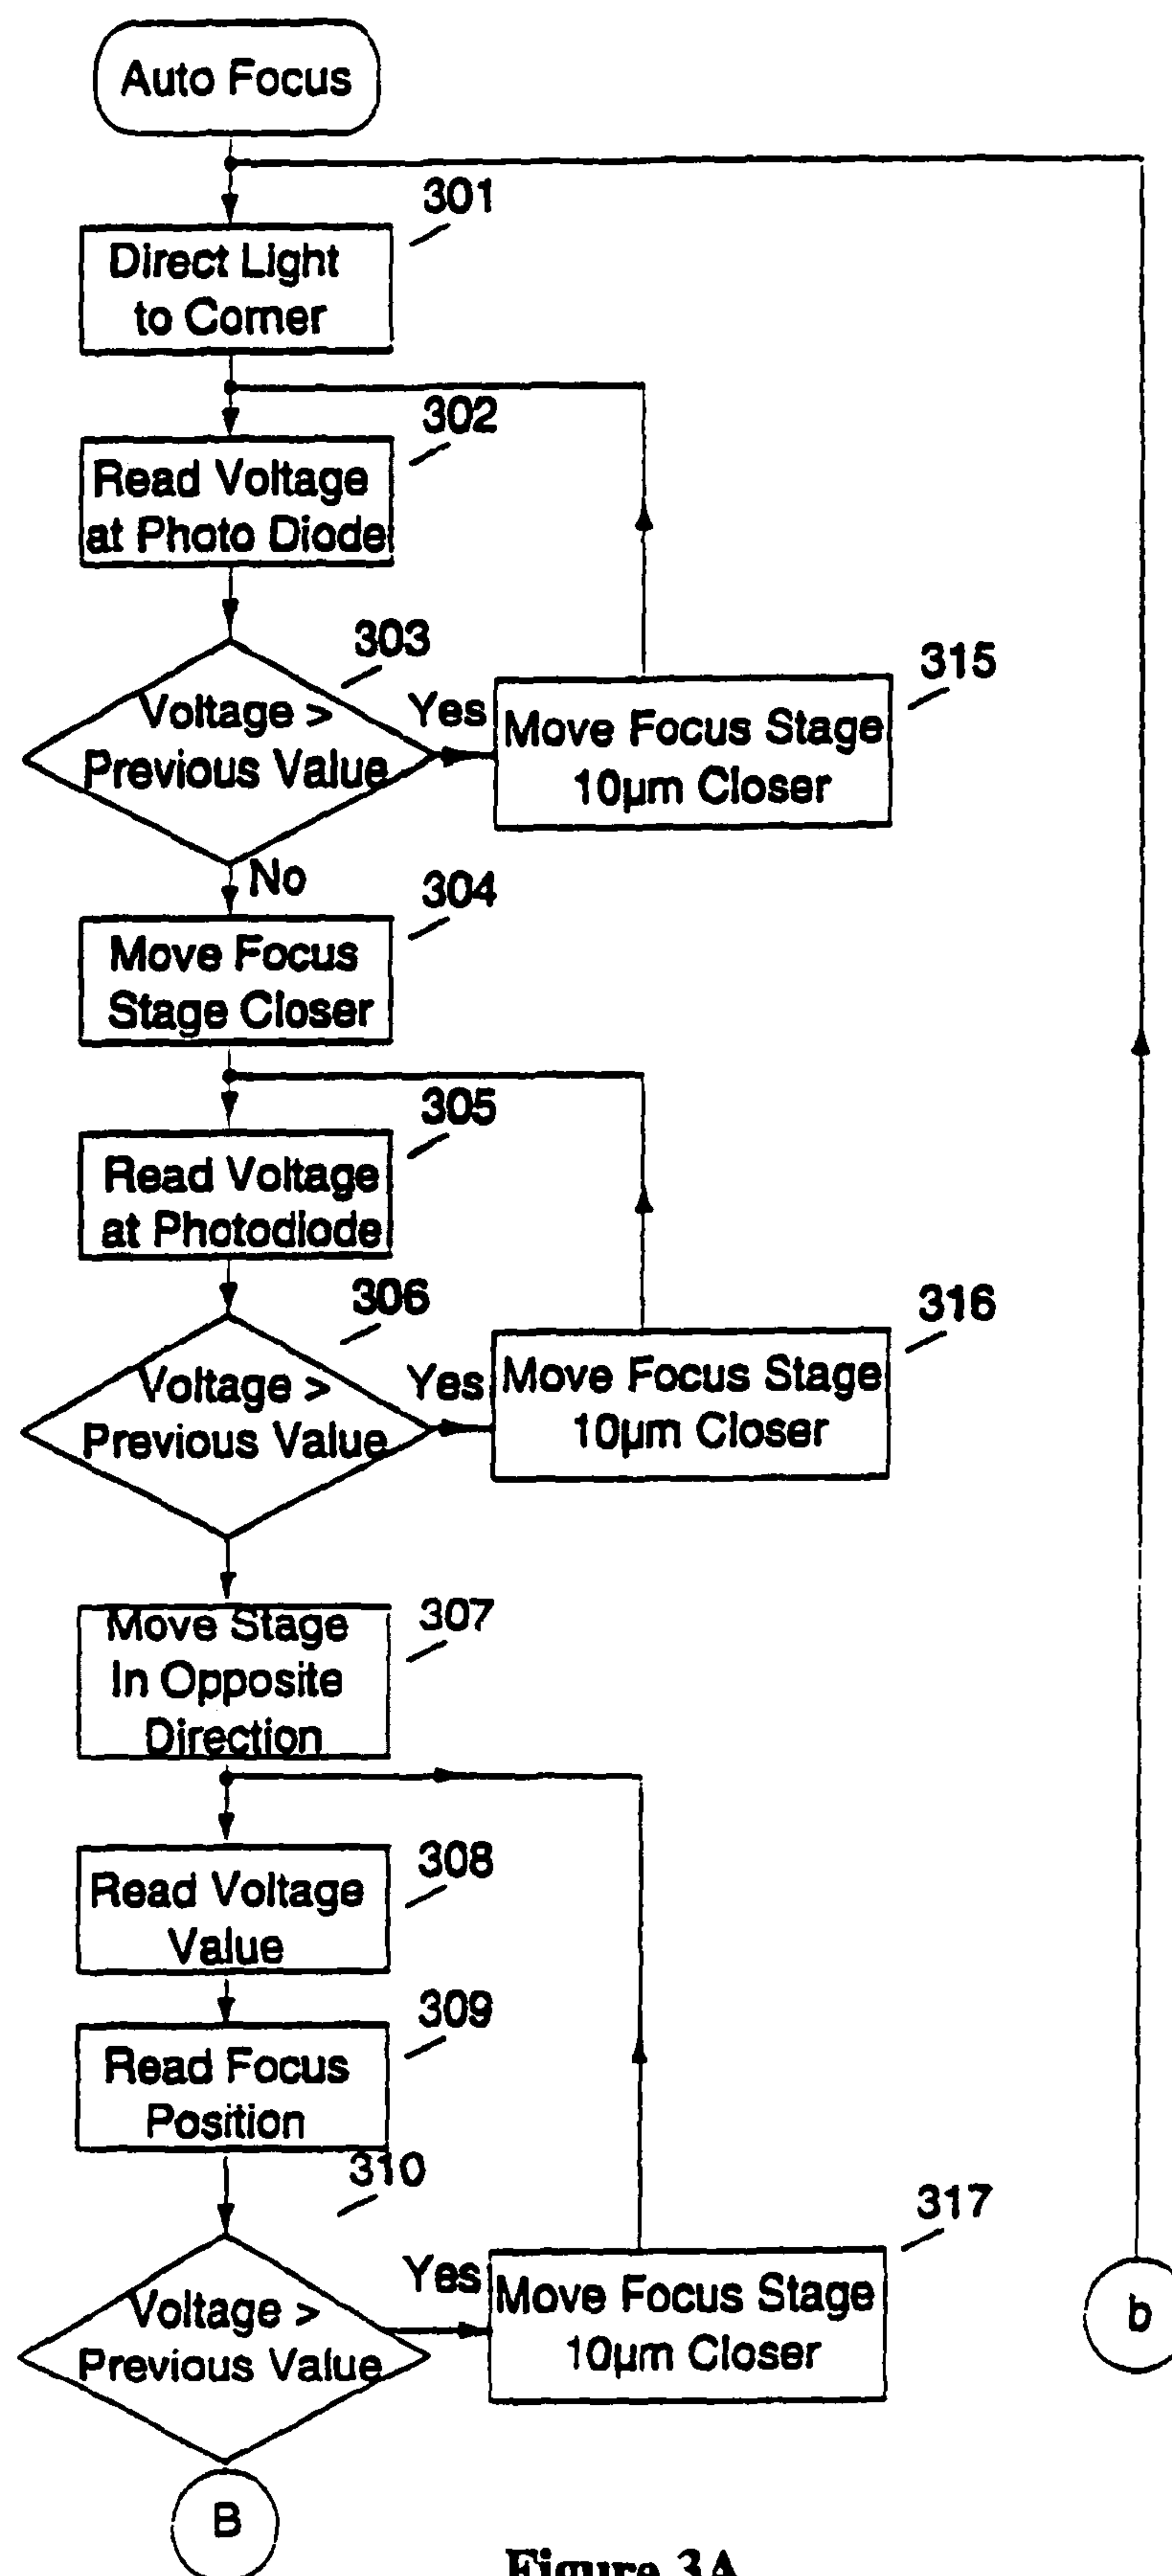 Auto Focus
301
Direct Light
to Corner
302
Read Voltage
at Photo Diode
303
Voltage >
Previous Value
Yes
315
Move Focus Stage
10µm Closer
No
304
Move Focus
Stage Closer
305
Read Voltage
at Photodiode
306
Voltage >
Previous Value
Yes
316
Move Focus Stage
10µm Closer
307
Move Stage
In Opposite
Direction
308
Read Voltage
Value
309
Read Focus
Position
310
Voltage >
Previous Value
Yes
317
Move Focus Stage
10µm Closer
b
B
Figure 3A